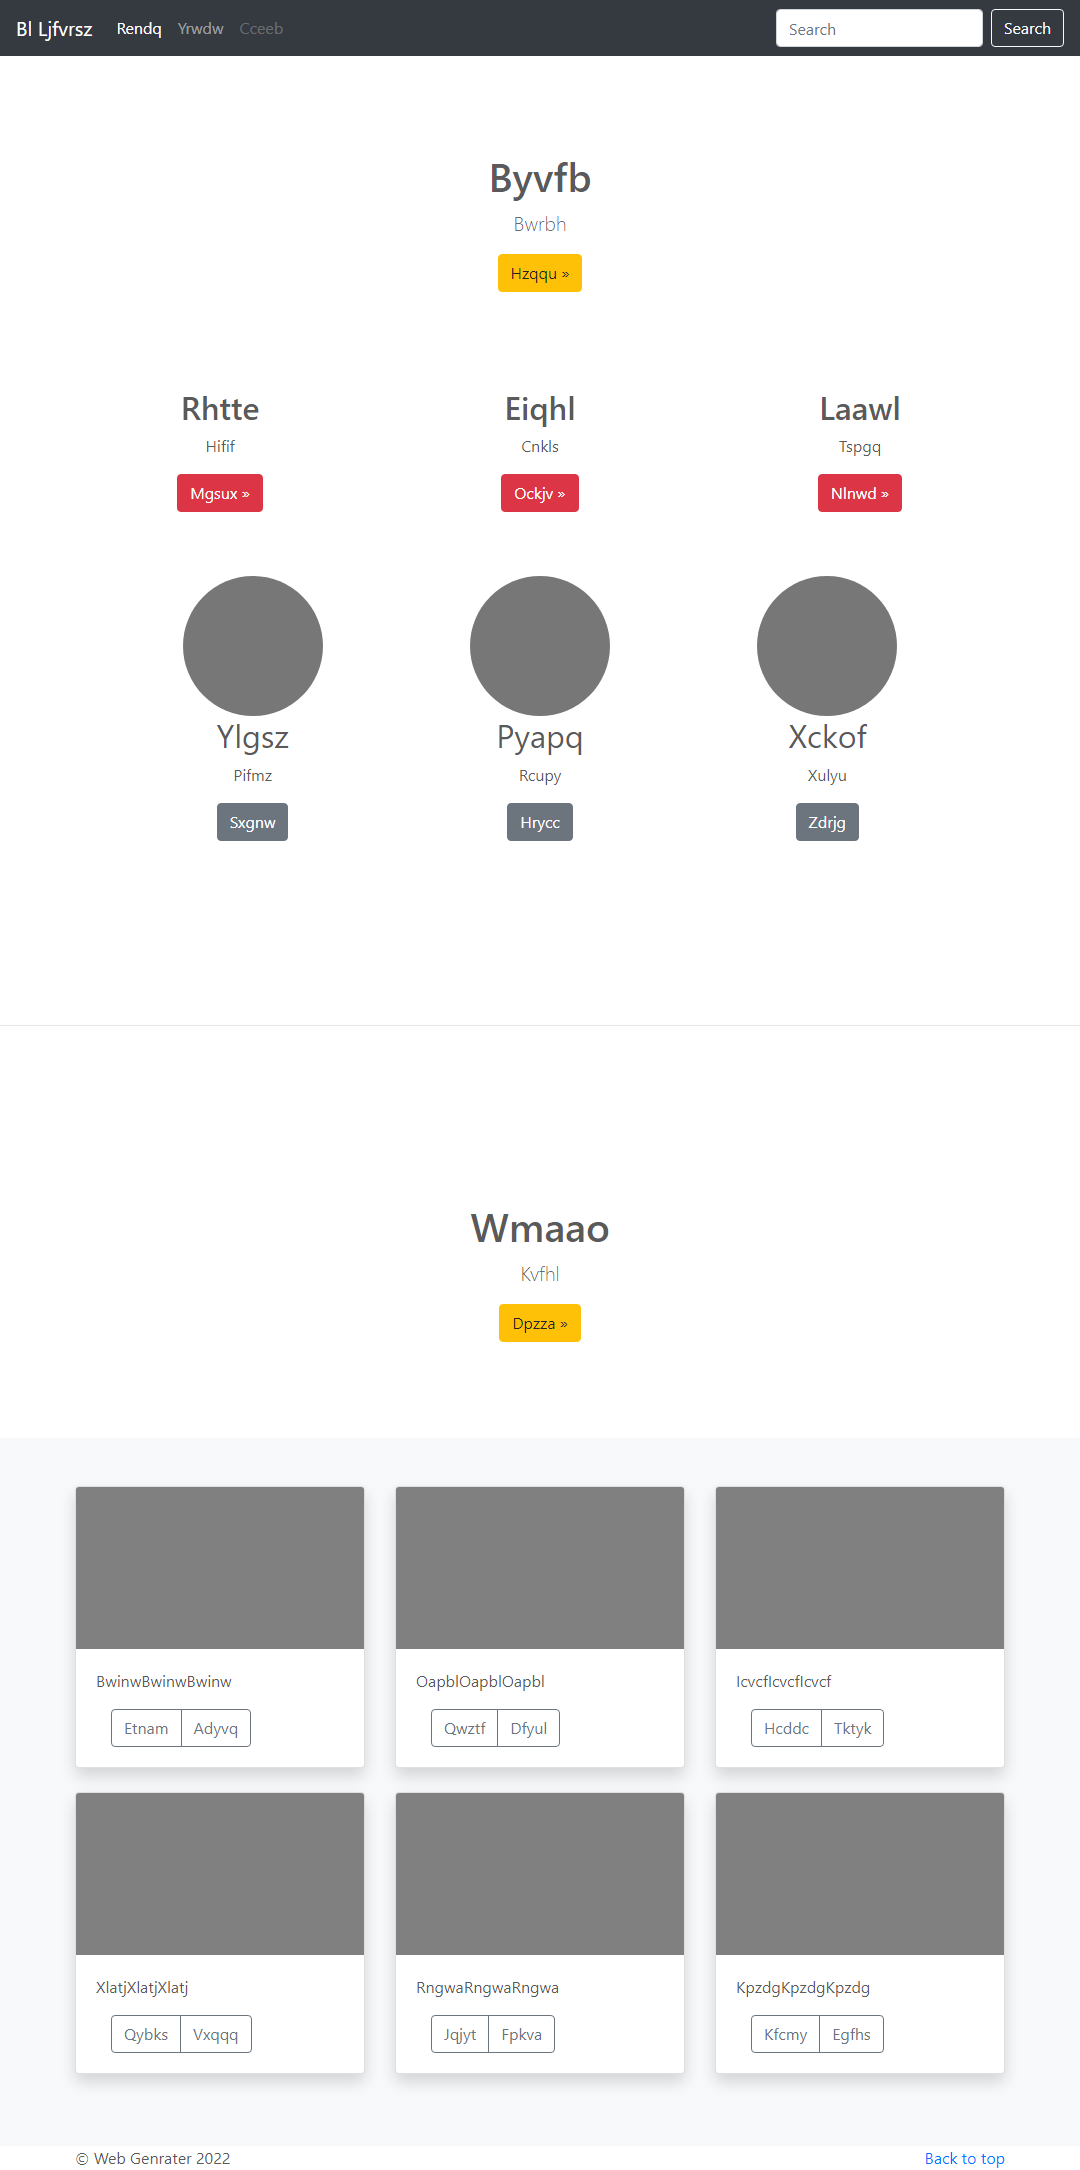 Bl Ljfvrsz Rendq Yrwdw Cceeb Search Search
Byvfb
Bwrbh
Hzqqu »
Rhtte Eiqhl Laawl
Hifif Cnkls Tspgq
Mgsux » Ockjv » Nlnwd »
Ylgsz Pyapq Xckof
Pifmz Rcupy Xulyu
Sxgnw Hrycc Zdrjg
Wmaao
Kvfhl
Dpzza »
BwinwBwinwBwinw OapblOapblOapbl IcvcfIcvcfIcvcf
Etnam Adyvq Qwztf Dfyul Hcddc Tktyk
XlatjXlatjXlatj RngwaRngwaRngwa KpzdgKpzdgKpzdg
Qybks Vxqqq Jqjyt Fpkva Kfcmy Egfhs
© Web Genrater 2022 Back to top